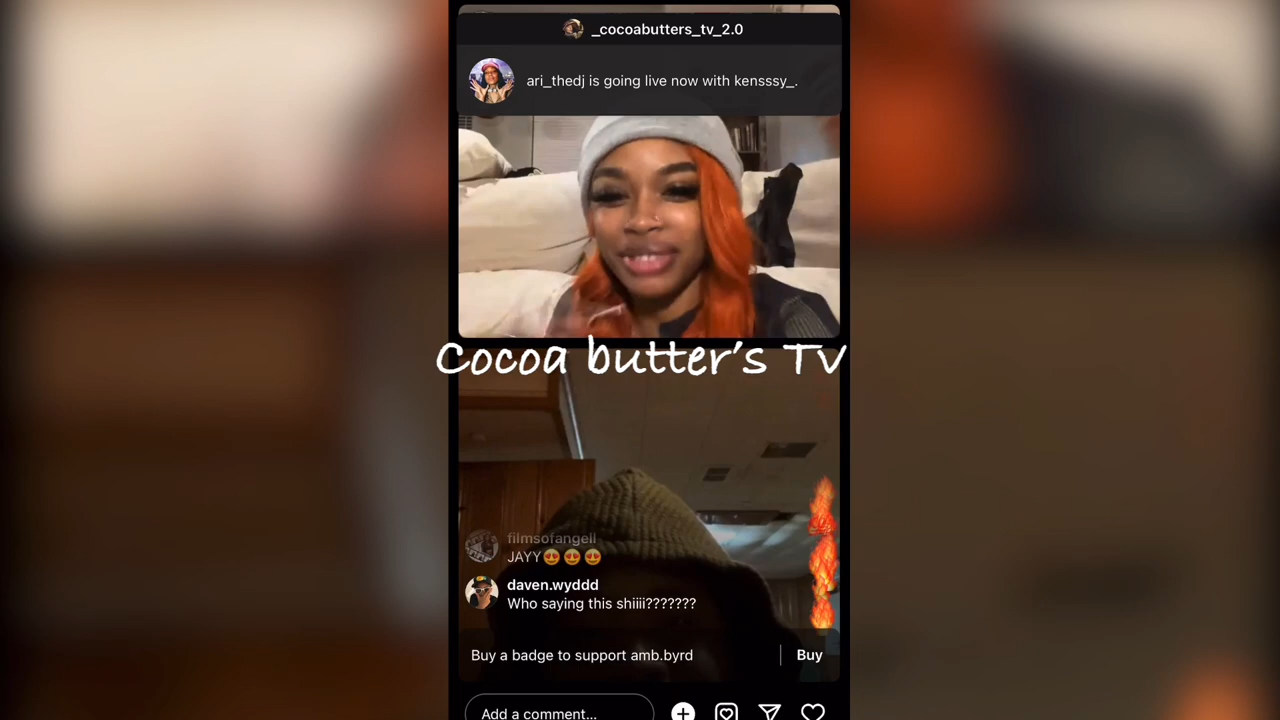 _cocoabutters_tv_2.0
ari_thedj is going live now with kensssy_.
Cocoa butter's Tv
filmsofangell
JAYY😍😍😍
daven.wyddd
Who saying this shiiii???????
Buy a badge to support amb.byrd
Buy
Add a comment...